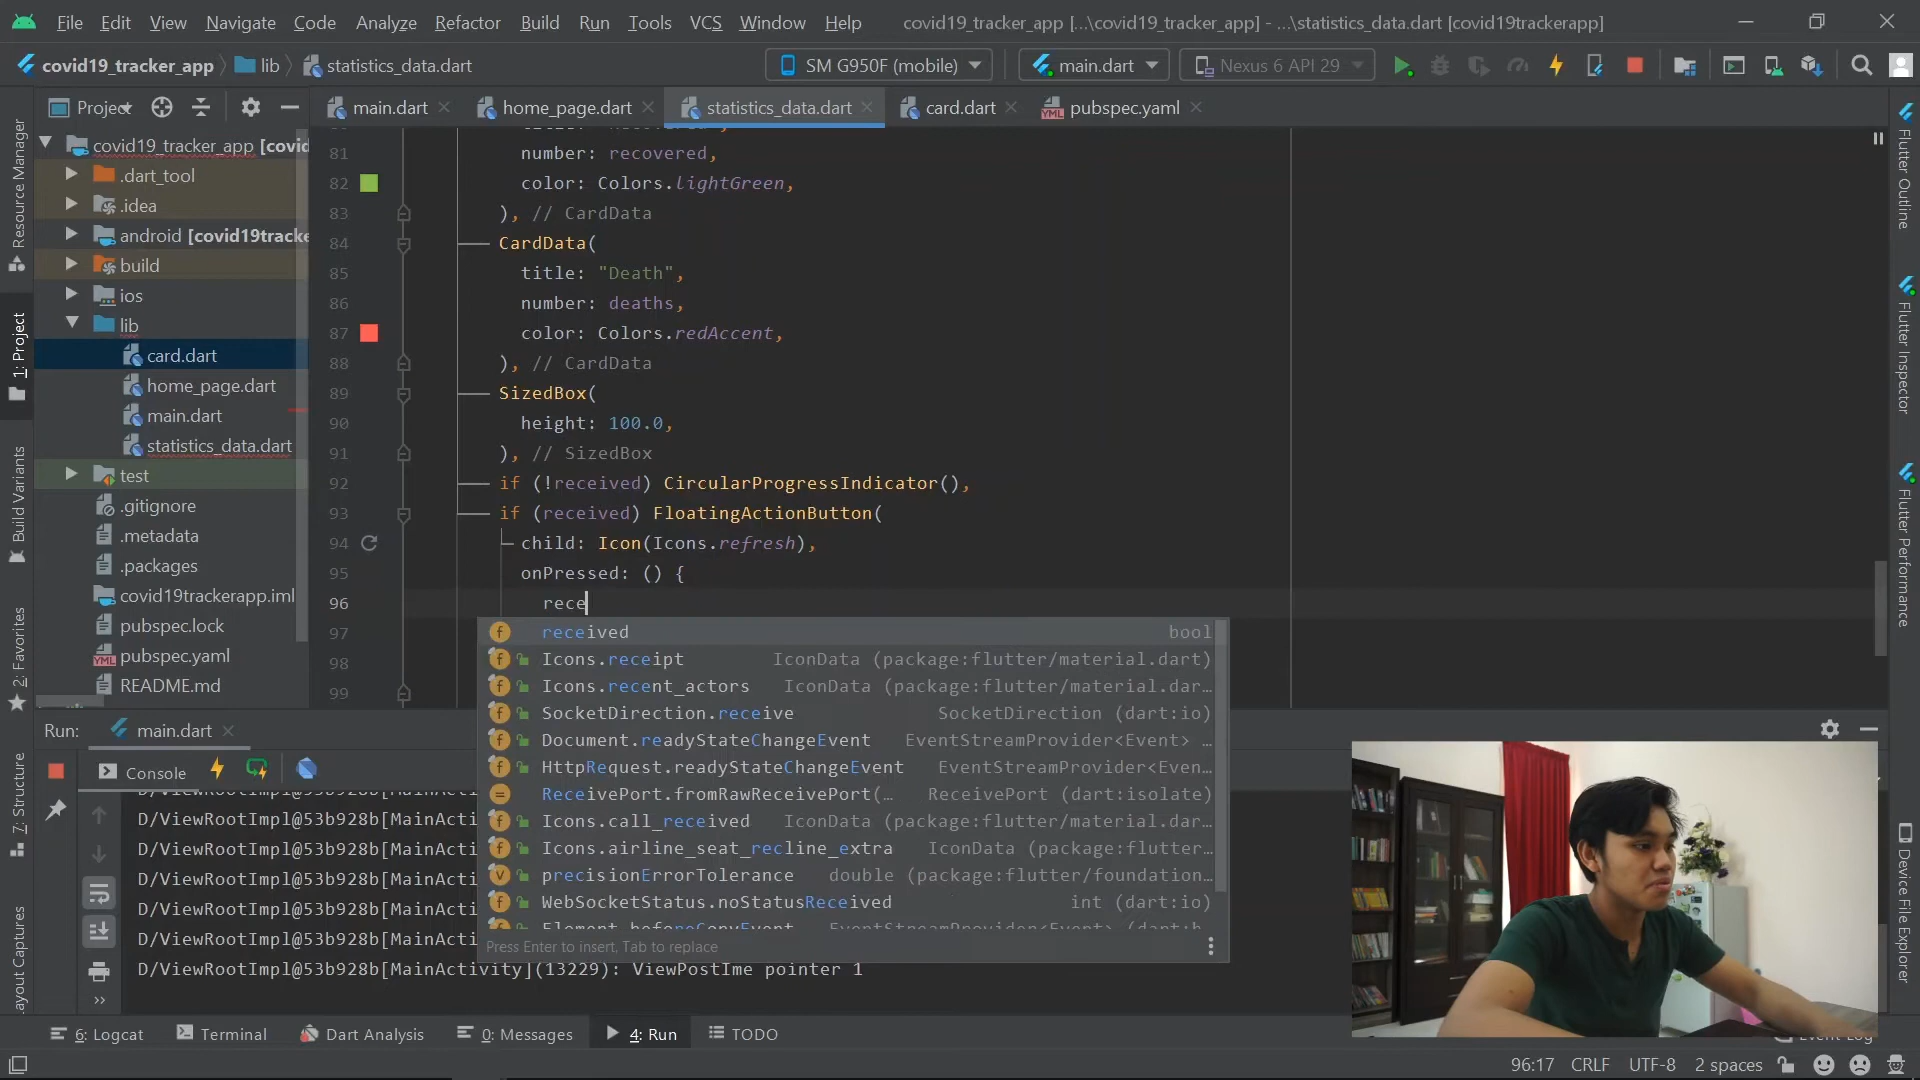 File Edit View Navigate Code Analyze Refactor Build Run Tools VCS Window Help covid19_tracker_app [...\covid19_tracker_app] - ...\statistics_data.dart [covid19trackerapp]
covid19_tracker_app lib statistics_data.dart SM G950F (mobile) main.dart Nexus 6 API 29
Project main.dart home_page.dart statistics_data.dart card.dart pubspec.yaml
covid19_tracker_app [covid
.dart_tool
.idea
android [covid19tracke
build
ios
lib
card.dart
home_page.dart
main.dart
statistics_data.dart
test
.gitignore
.metadata
.packages
covid19trackerapp.iml
pubspec.lock
pubspec.yaml
README.md
81 number: recovered,
82 color: Colors.lightGreen,
83 ), // CardData
84 CardData(
85 title: "Death",
86 number: deaths,
87 color: Colors.redAccent,
88 ), // CardData
89 SizedBox(
90 height: 100.0,
91 ), // SizedBox
92 if (!received) CircularProgressIndicator(),
93 if (received) FloatingActionButton(
94 child: Icon(Icons.refresh),
95 onPressed: () {
96 rece
97
98
99
received bool
Icons.receipt IconData (package:flutter/material.dart)
Icons.recent_actors IconData (package:flutter/material.dar…
SocketDirection.receive SocketDirection (dart:io)
Document.readyStateChangeEvent EventStreamProvider<Event> …
HttpRequest.readyStateChangeEvent EventStreamProvider<Even…
ReceivePort.fromRawReceivePort(… ReceivePort (dart:isolate)
Icons.call_received IconData (package:flutter/material.dar…
Icons.airline_seat_recline_extra IconData (package:flutter…
precisionErrorTolerance double (package:flutter/foundation…
WebSocketStatus.noStatusReceived int (dart:io)
Press Enter to insert, Tab to replace
Run: main.dart
Console
D/ViewRootImpl@53b928b[MainActi
D/ViewRootImpl@53b928b[MainActi
D/ViewRootImpl@53b928b[MainActi
D/ViewRootImpl@53b928b[MainActi
D/ViewRootImpl@53b928b[MainActi
D/ViewRootImpl@53b928b[MainActivity](13229): ViewPostIme pointer 1
6: Logcat Terminal Dart Analysis 0: Messages 4: Run TODO Event Log
96:17 CRLF UTF-8 2 spaces
Resource Manager
1: Project
Build Variants
2: Favorites
7: Structure
Layout Captures
Flutter Outline
Flutter Inspector
Flutter Performance
Device File Explorer